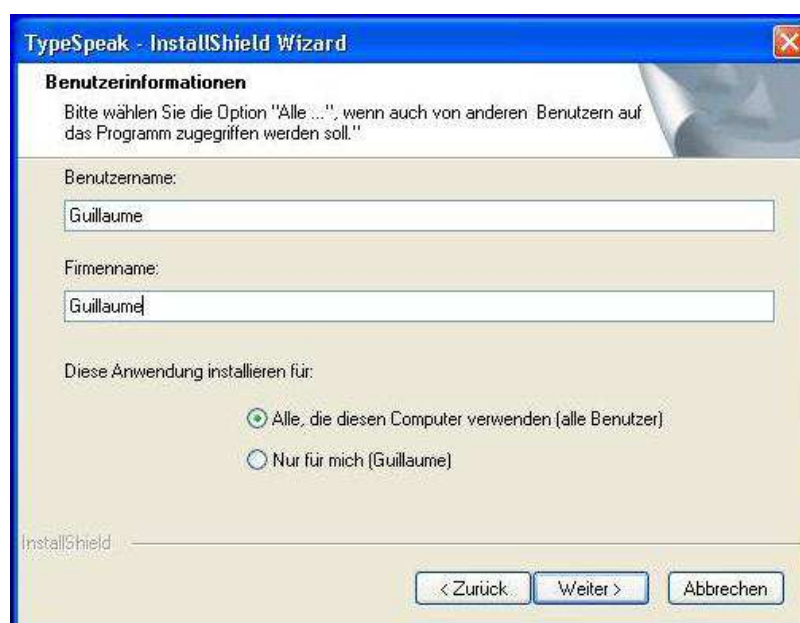 TypeSpeak - InstallShield Wizard
Benutzerinformationen
Bitte wählen Sie die Option "Alle ...", wenn auch von anderen Benutzern auf
das Programm zugegriffen werden soll."
Benutzername:
Guillaume
Firmenname:
Guillaume
Diese Anwendung installieren für:
Alle, die diesen Computer verwenden (alle Benutzer)
Nur für mich (Guillaume)
InstallShield
< Zurück Weiter > Abbrechen